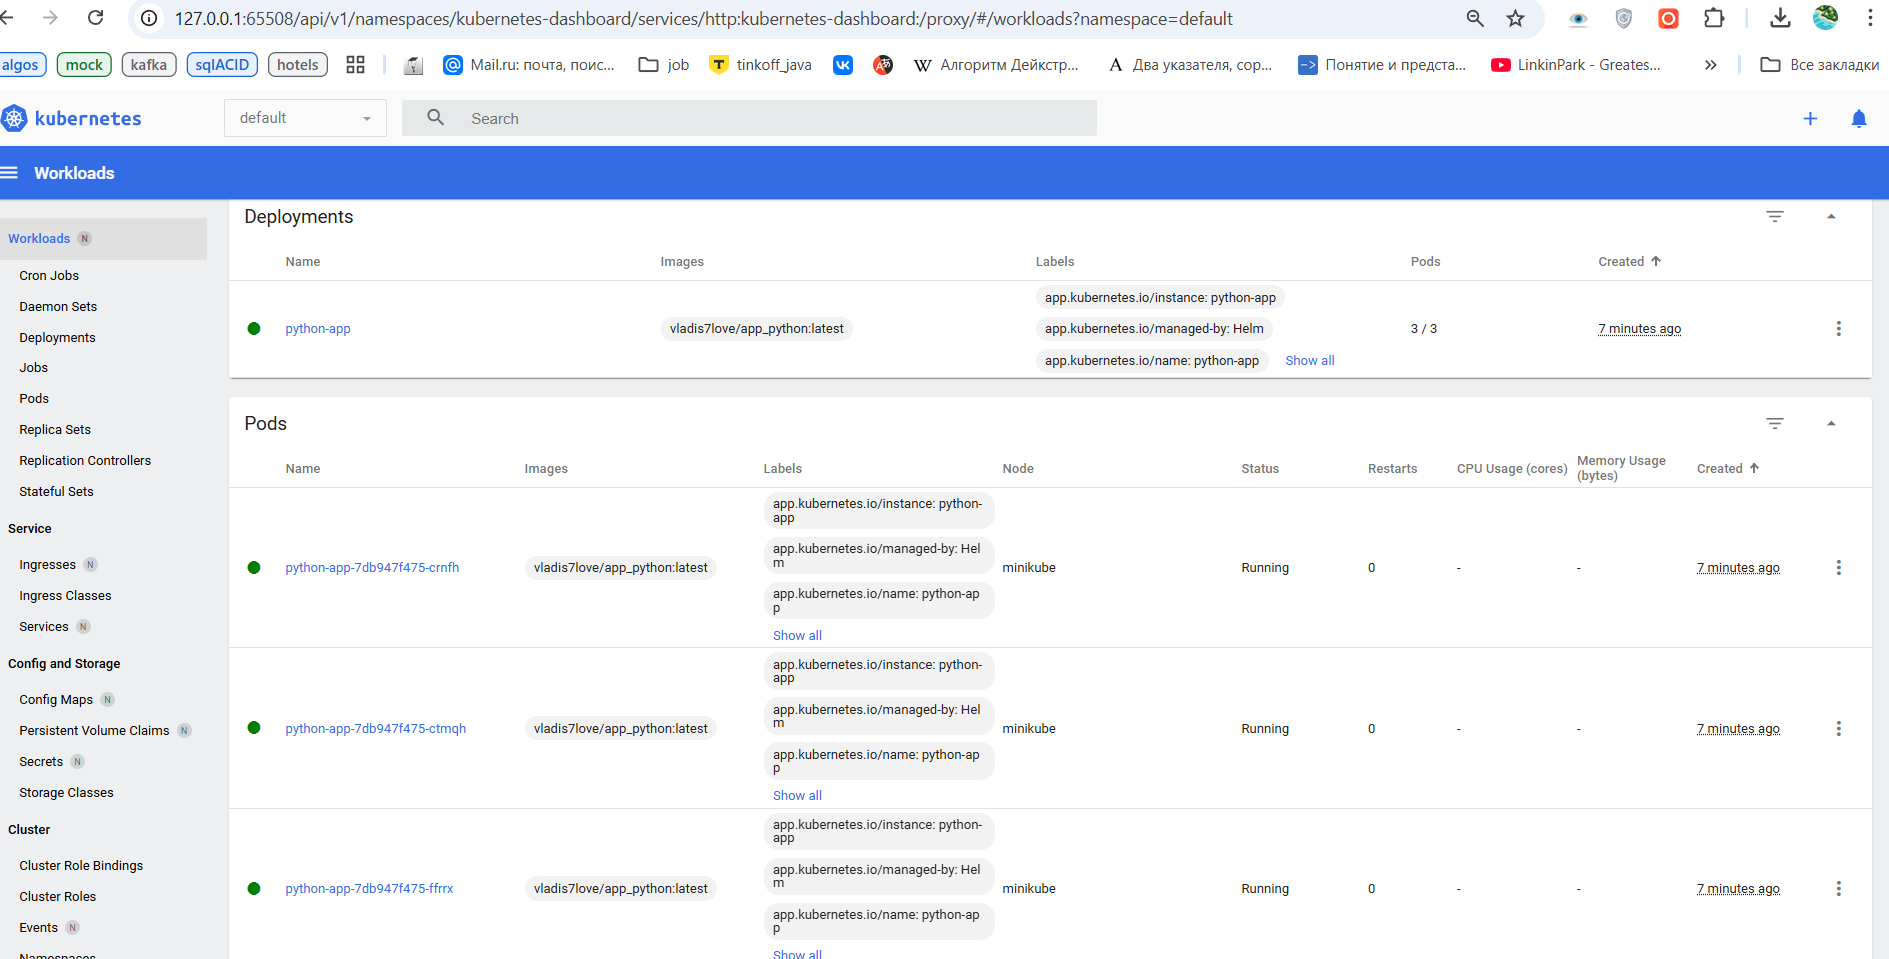 127.0.0.1:65508/api/v1/namespaces/kubernetes-dashboard/services/http:kubernetes-dashboard:/proxy/#/workloads?namespace=default
algos mock kafka sqlACID hotels Mail.ru: почта, поис... job tinkoff_java Алгоритм Дейкстр... Два указателя, сор... Понятие и предста... LinkinPark - Greates... » Все закладки
kubernetes default Search
Workloads
Workloads N
Cron Jobs
Daemon Sets
Deployments
Jobs
Pods
Replica Sets
Replication Controllers
Stateful Sets
Service
Ingresses N
Ingress Classes
Services N
Config and Storage
Config Maps N
Persistent Volume Claims N
Secrets N
Storage Classes
Cluster
Cluster Role Bindings
Cluster Roles
Events N
Namespaces
Deployments
Name Images Labels Pods Created
app.kubernetes.io/instance: python-app
python-app vladis7love/app_python:latest app.kubernetes.io/managed-by: Helm 3 / 3 7 minutes ago
app.kubernetes.io/name: python-app Show all
Pods
Name Images Labels Node Status Restarts CPU Usage (cores) Memory Usage
(bytes) Created
app.kubernetes.io/instance: python-
app
app.kubernetes.io/managed-by: Hel
m
python-app-7db947f475-crnfh vladis7love/app_python:latest minikube Running 0 - - 7 minutes ago
app.kubernetes.io/name: python-ap
p
Show all
app.kubernetes.io/instance: python-
app
app.kubernetes.io/managed-by: Hel
m
python-app-7db947f475-ctmqh vladis7love/app_python:latest minikube Running 0 - - 7 minutes ago
app.kubernetes.io/name: python-ap
p
Show all
app.kubernetes.io/instance: python-
app
app.kubernetes.io/managed-by: Hel
m
python-app-7db947f475-ffrrx vladis7love/app_python:latest minikube Running 0 - - 7 minutes ago
app.kubernetes.io/name: python-ap
p
Show all